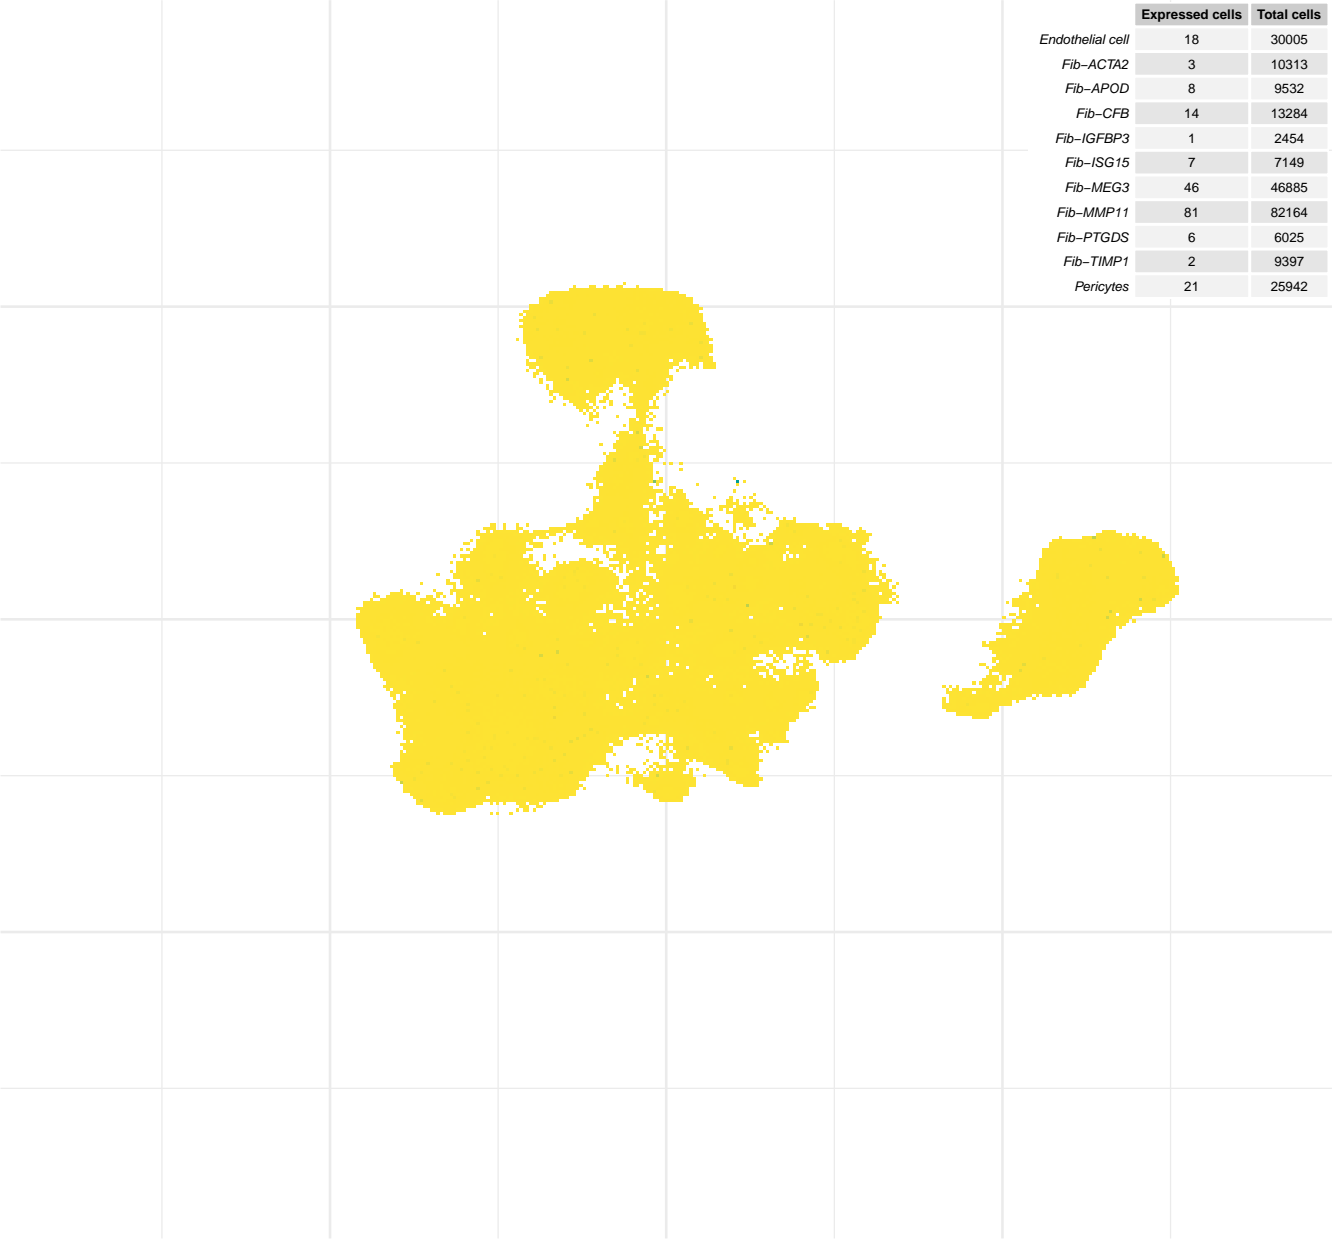 Expressed cells Total cells
Endothelial cell 18 30005
Fib−ACTA2 3 10313
Fib−APOD 8 9532
Fib−CFB 14 13284
Fib−IGFBP3 1 2454
Fib−ISG15 7 7149
Fib−MEG3 46 46885
Fib−MMP11 81 82164
Fib−PTGDS 6 6025
Fib−TIMP1 2 9397
Pericytes 21 25942